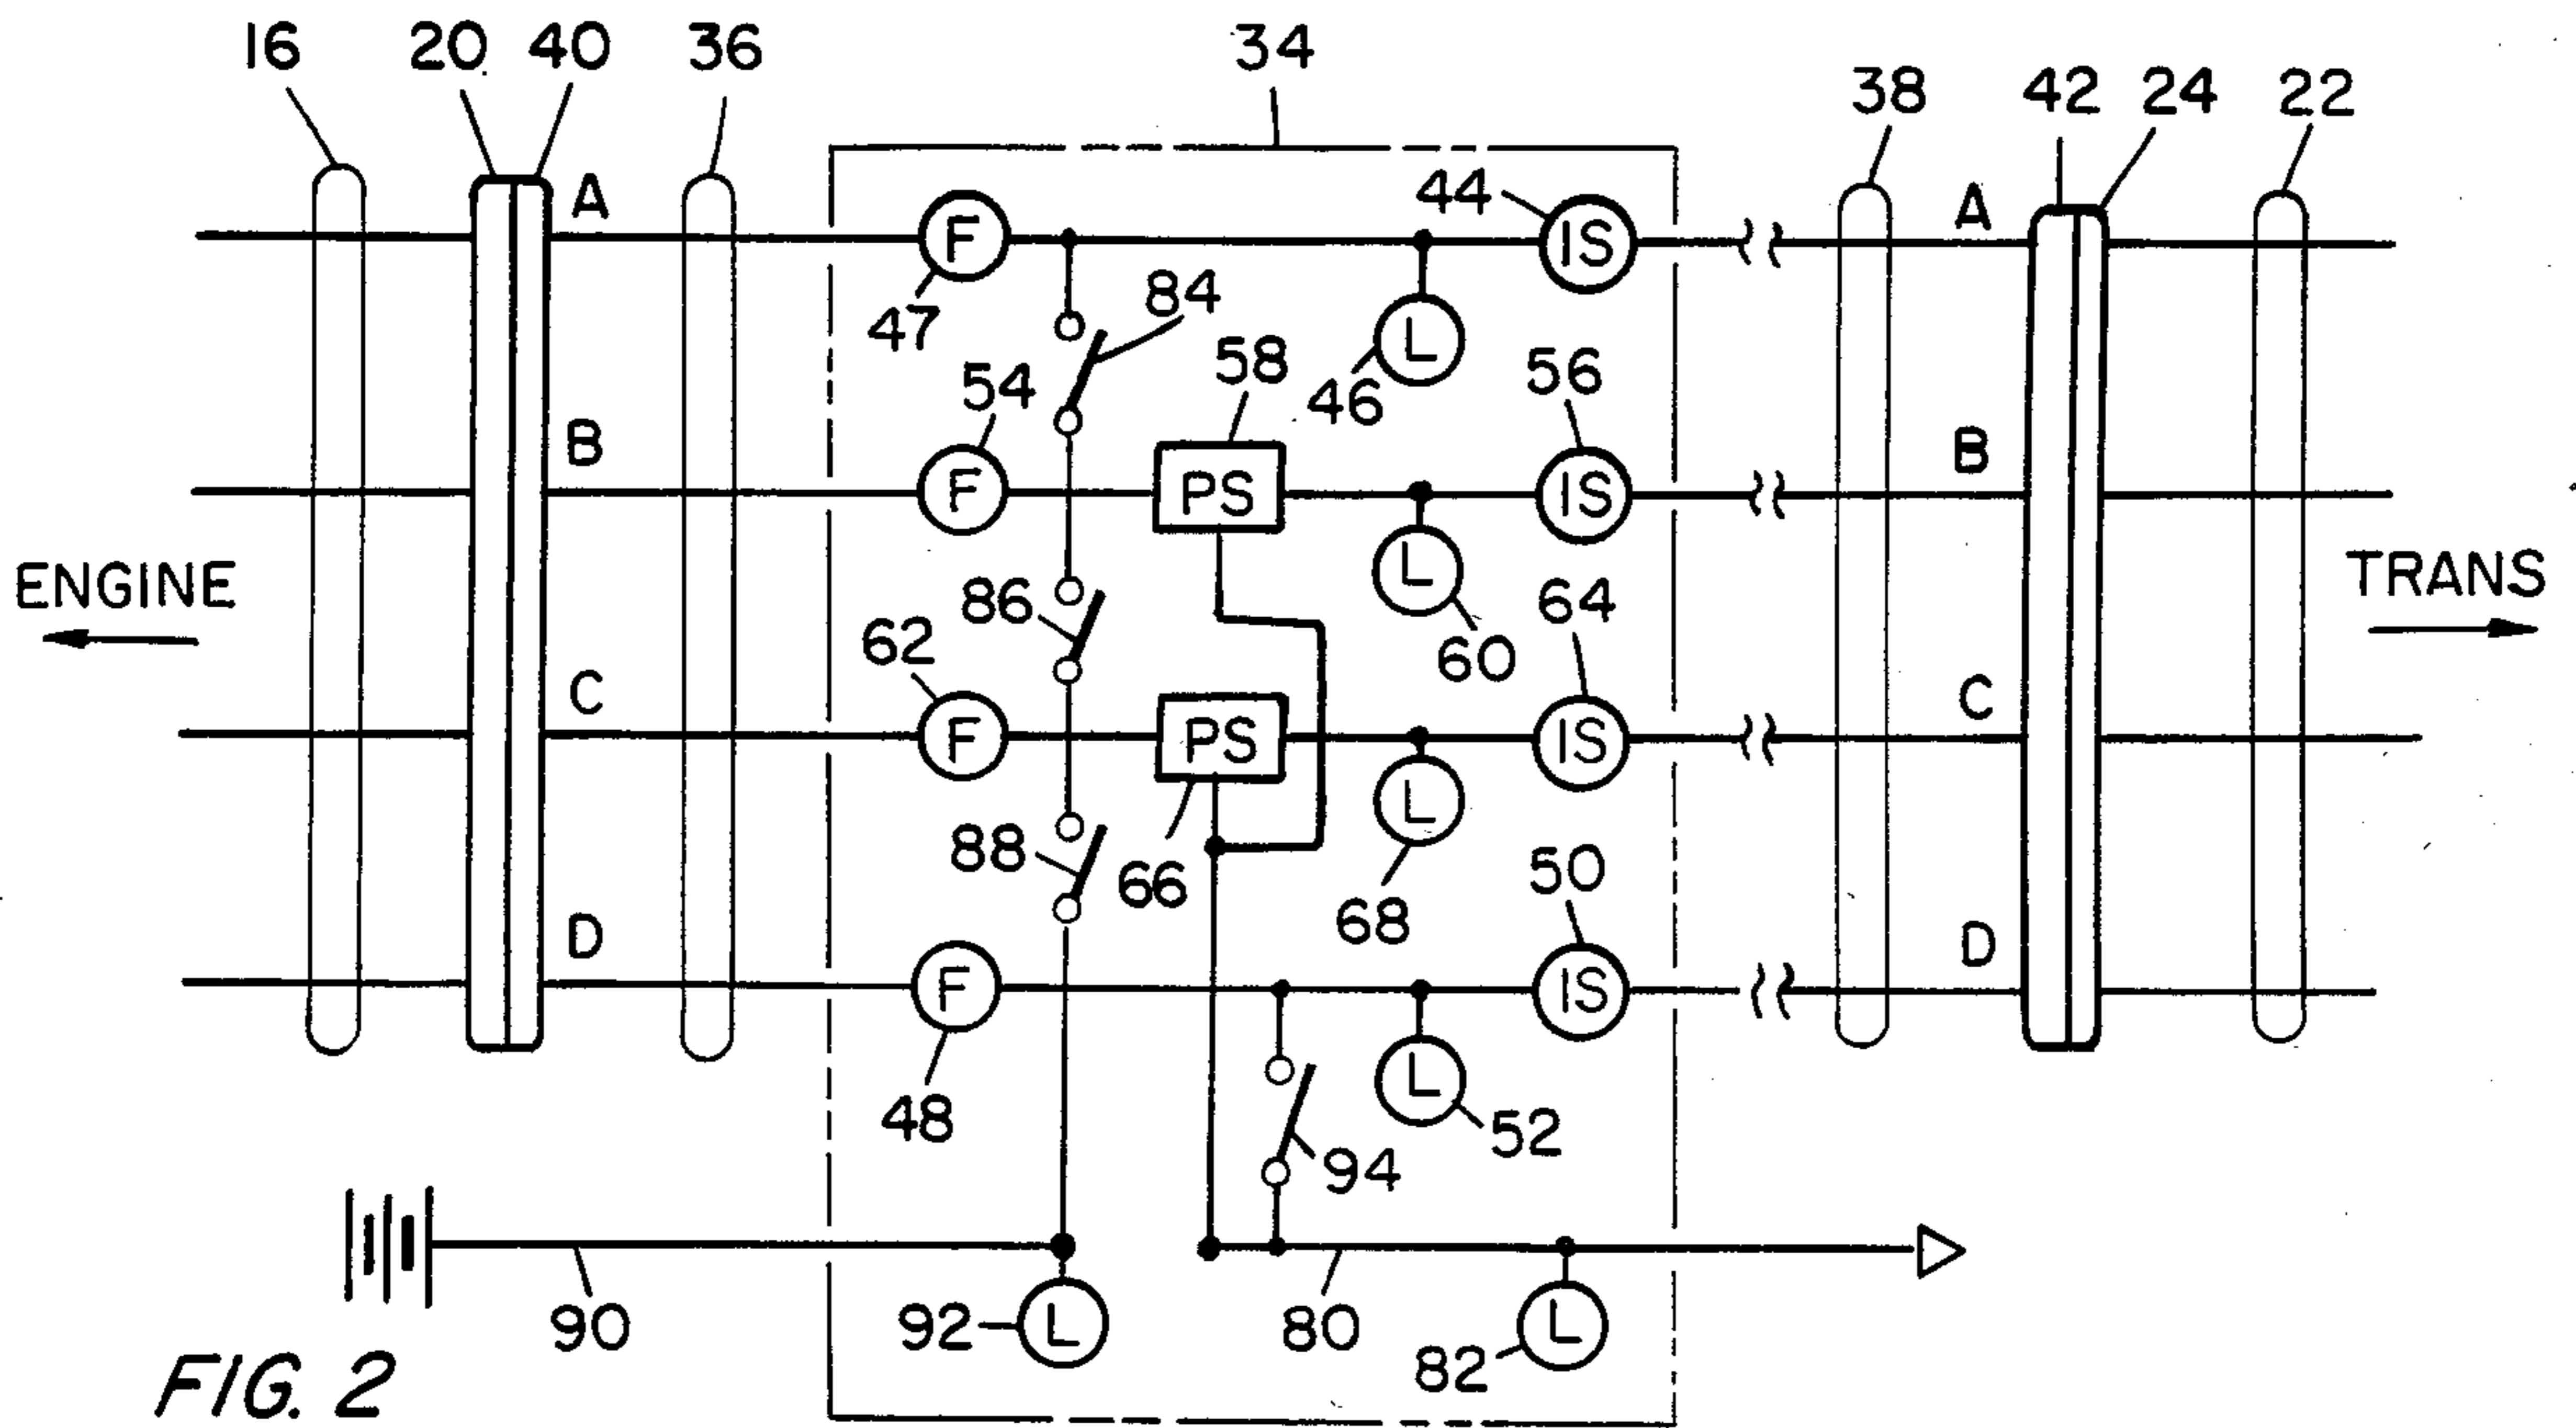 16 20 40 36 34 38 42 24 22
A F 47 84 L 46 44 IS A
B 54 F 58 PS L 60 56 IS B
ENGINE TRANS
C 62 F 86 PS 66 L 68 64 IS C
D F 48 88 94 L 52 50 IS D
90 92 L 80 82 L
FIG. 2